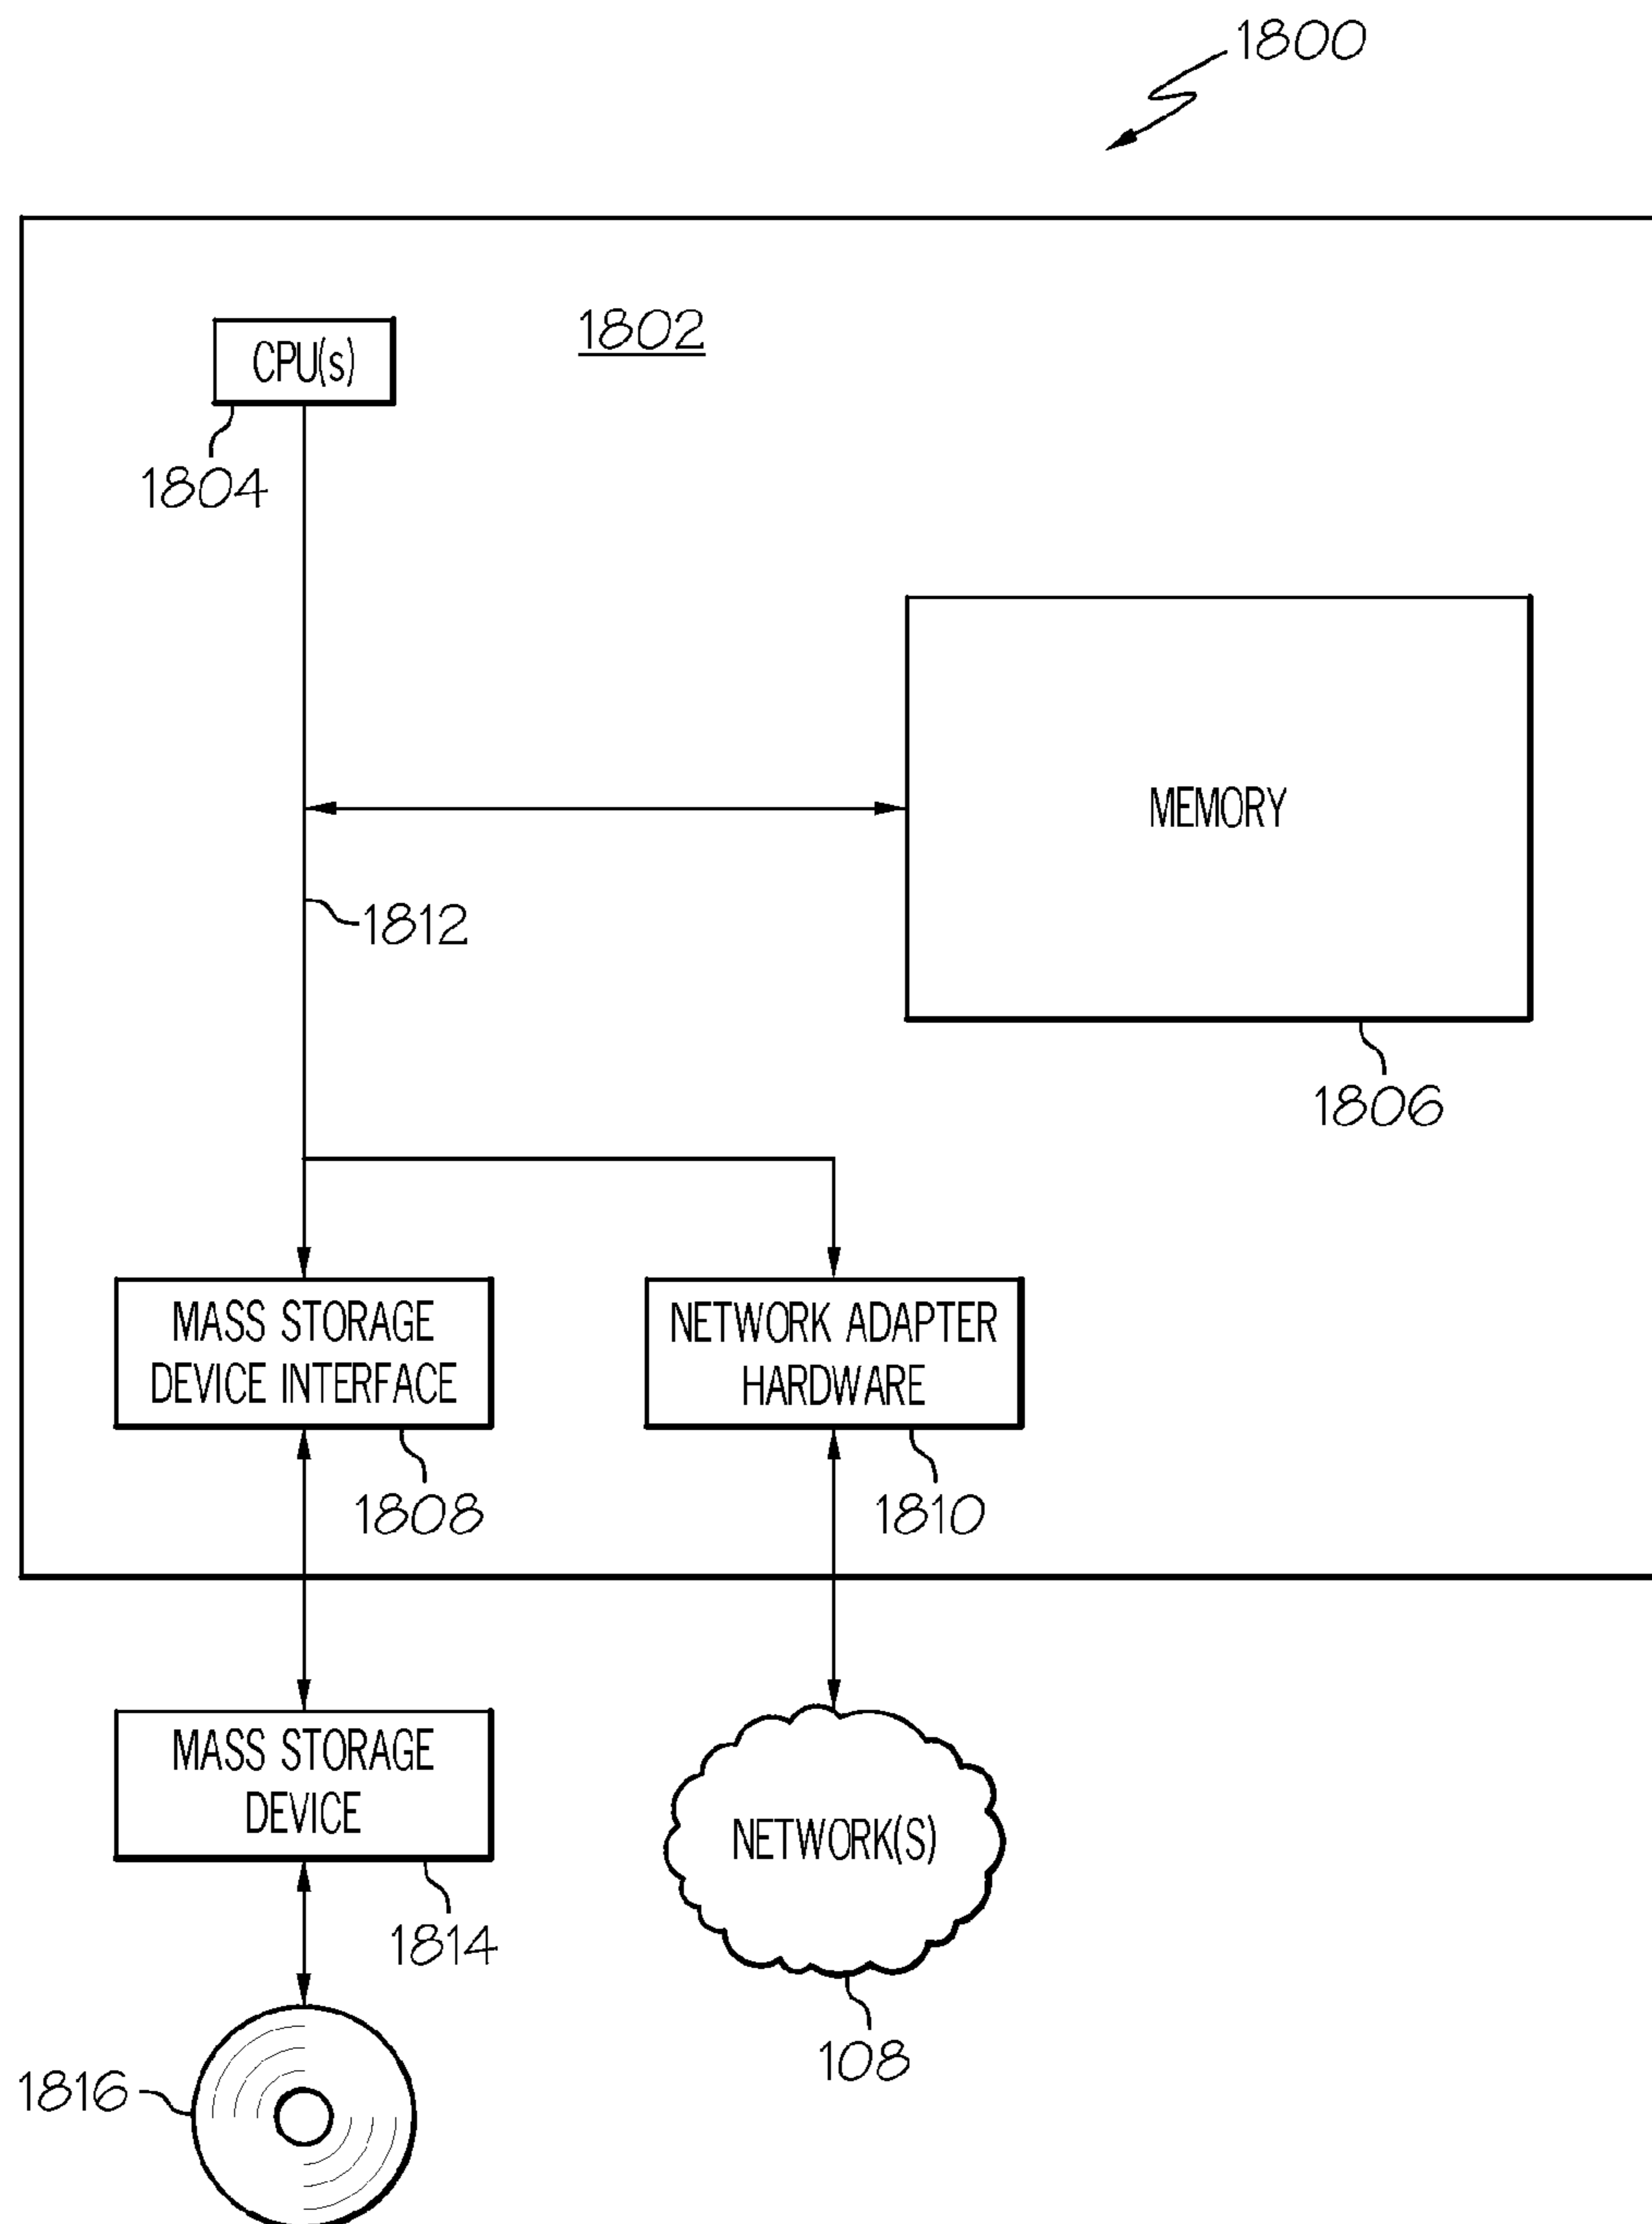 1800
1802
CPU(s)
1804
MEMORY
1812
1806
MASS STORAGE
DEVICE INTERFACE
NETWORK ADAPTER
HARDWARE
1808
1810
MASS STORAGE
DEVICE
NETWORK(S)
1814
108
1816